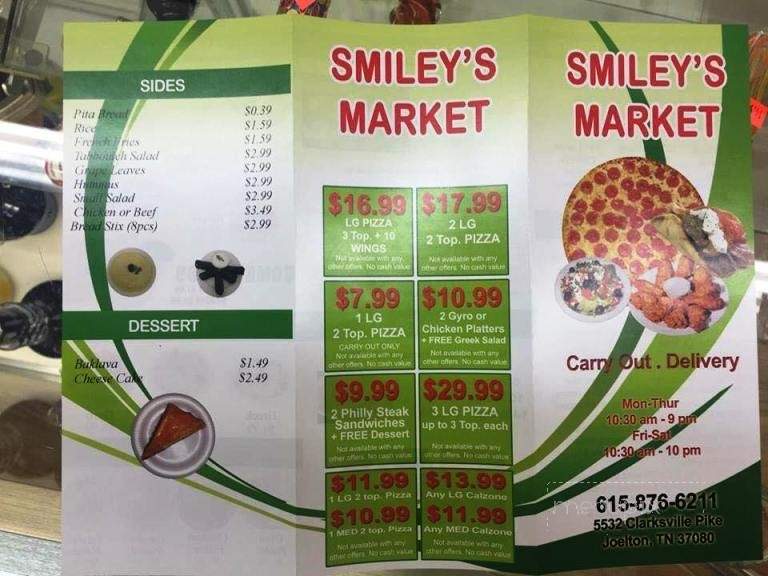 SIDES
Pita Bread $0.39
Rice $1.59
French Fries $1.59
Tabbouleh Salad $2.99
Grape Leaves $2.99
Hummus $2.99
Small Salad $2.99
Chicken or Beef $3.49
Bread Stix (8pcs) $2.99
DESSERT
Baklava $1.49
Cheese Cake $2.49
SMILEY'S
MARKET
$16.99
LG PIZZA
3 Top. + 10
WINGS
Not available with any
other offers. No cash value
$17.99
2 LG
2 Top. PIZZA
Not available with any
other offers. No cash value
$7.99
1 LG
2 Top. PIZZA
CARRY OUT ONLY
Not available with any
other offers. No cash value
$10.99
2 Gyro or
Chicken Platters
+ FREE Greek Salad
Not available with any
other offers. No cash value
$9.99
2 Philly Steak
Sandwiches
+ FREE Dessert
Not available with any
other offers. No cash value
$29.99
3 LG PIZZA
up to 3 Top. each
Not available with any
other offers. No cash value
$11.99
1 LG 2 top. Pizza
$10.99
1 MED 2 top. Pizza
Not available with any
other offers. No cash value
$13.99
Any LG Calzone
$11.99
Any MED Calzone
Not available with any
other offers. No cash value
SMILEY'S
MARKET
Carry Out . Delivery
Mon-Thur
10:30 am - 9 pm
Fri-Sat
10:30 am - 10 pm
615-876-6211
5532 Clarksville Pike
Joelton, TN 37080